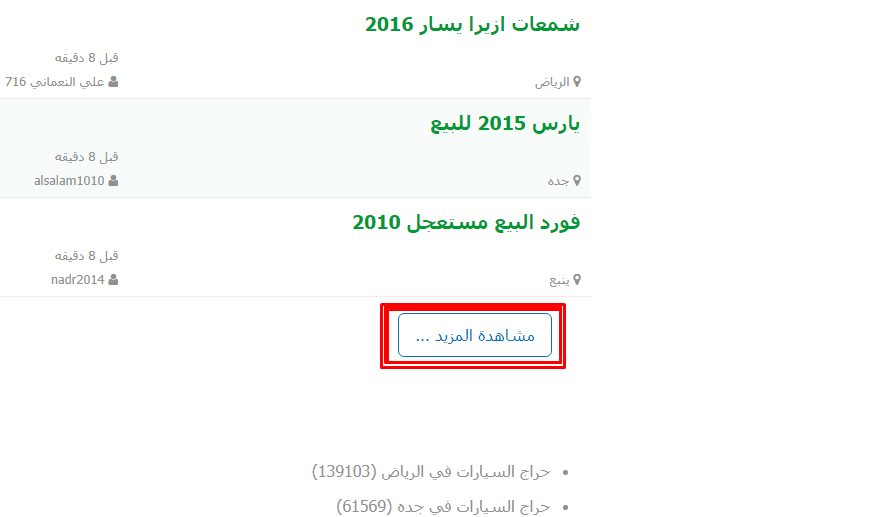 شمعات ازيرا يسار 2016
قبل 8 دقيقه
الرياض
علي النعماني 716
يارس 2015 للبيع
قبل 8 دقيقه
جده
alsalam1010
فورد البيع مستعجل 2010
قبل 8 دقيقه
ينبع
nadr2014
مشاهدة المزيد ...
حراج السيارات في الرياض (139103)
حراج السيارات في جده (61569)